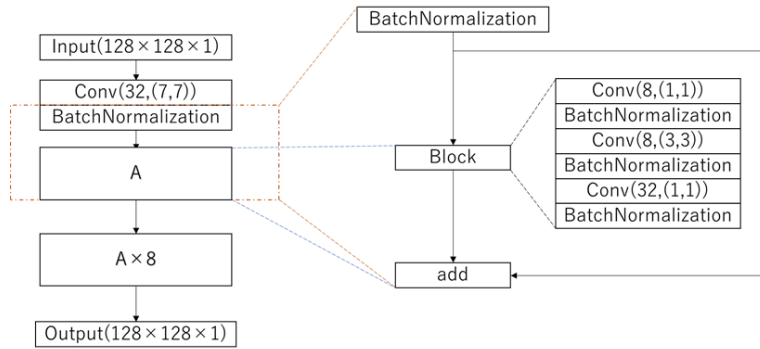 Input(128×128×1)
Conv(32,(7,7))
BatchNormalization
A
A×8
Output(128×128×1)
BatchNormalization
Block
add
Conv(8,(1,1))
BatchNormalization
Conv(8,(3,3))
BatchNormalization
Conv(32,(1,1))
BatchNormalization